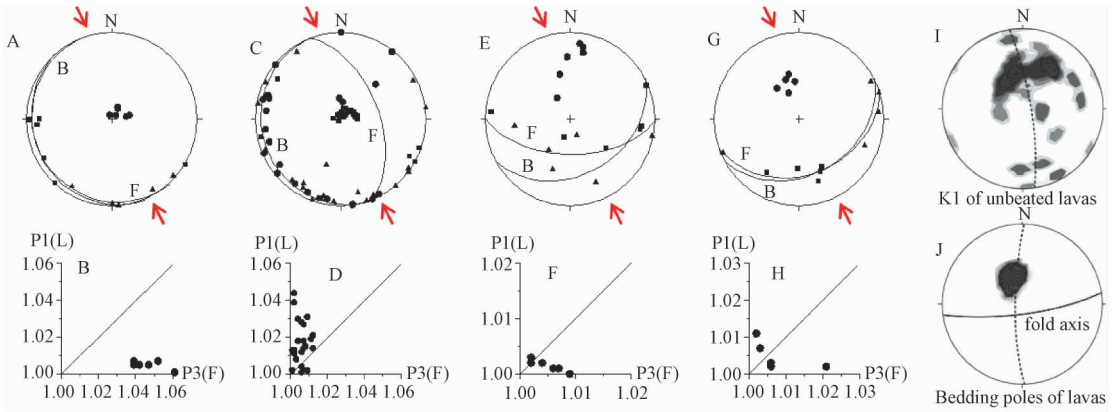 A
N
B
F
C
N
B
F
E
N
F
B
G
N
F
B
I
N
K1 of unbeated lavas
P1(L)
1.06
1.04
1.02
1.00
B
1.00 1.02 1.04 1.06
P3(F)
P1(L)
1.06
1.04
1.02
1.00
D
1.00 1.02 1.04 1.06
P3(F)
P1(L)
1.02
1.01
1.00
F
1.00 1.01 1.02
P3(F)
P1(L)
1.03
1.02
1.01
1.00
H
1.00 1.01 1.02 1.03
P3(F)
J
N
fold axis
Bedding poles of lavas